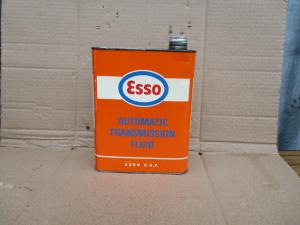 Esso
AUTOMATIC
TRANSMISSION
FLUID
ESSO S.A.F.